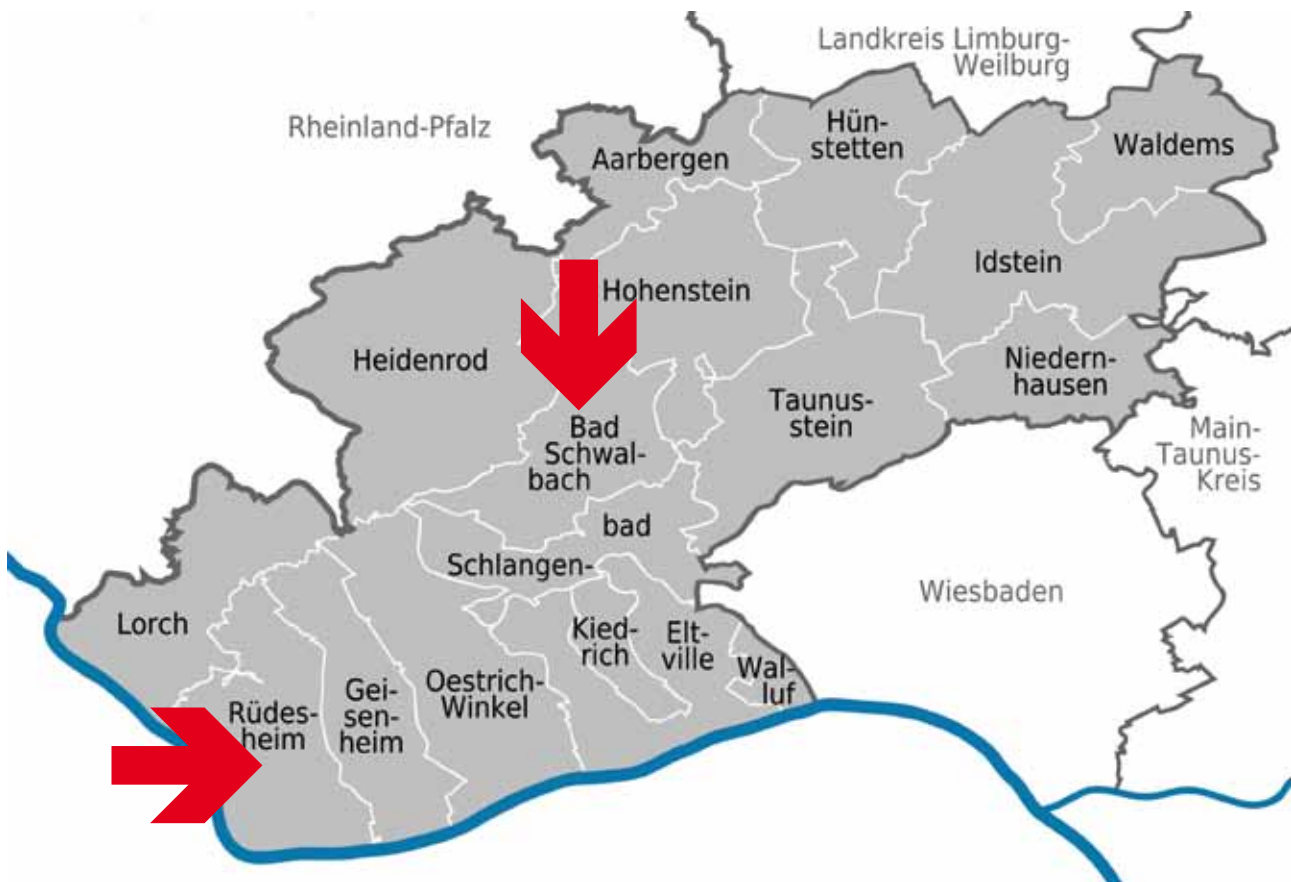 Landkreis Limburg-
Weilburg
Rheinland-Pfalz
Hün-
stetten
Waldems
Aarbergen
Idstein
Hohenstein
Heidenrod
Niedern-
hausen
Taunus-
stein
Bad
Schwal-
bach
Main-
Taunus-
Kreis
bad
Schlangen-
Wiesbaden
Lorch
Kied-
rich
Elt-
ville
Wal-
luf
Oestrich-
Winkel
Gei-
sen-
heim
Rüdes-
heim